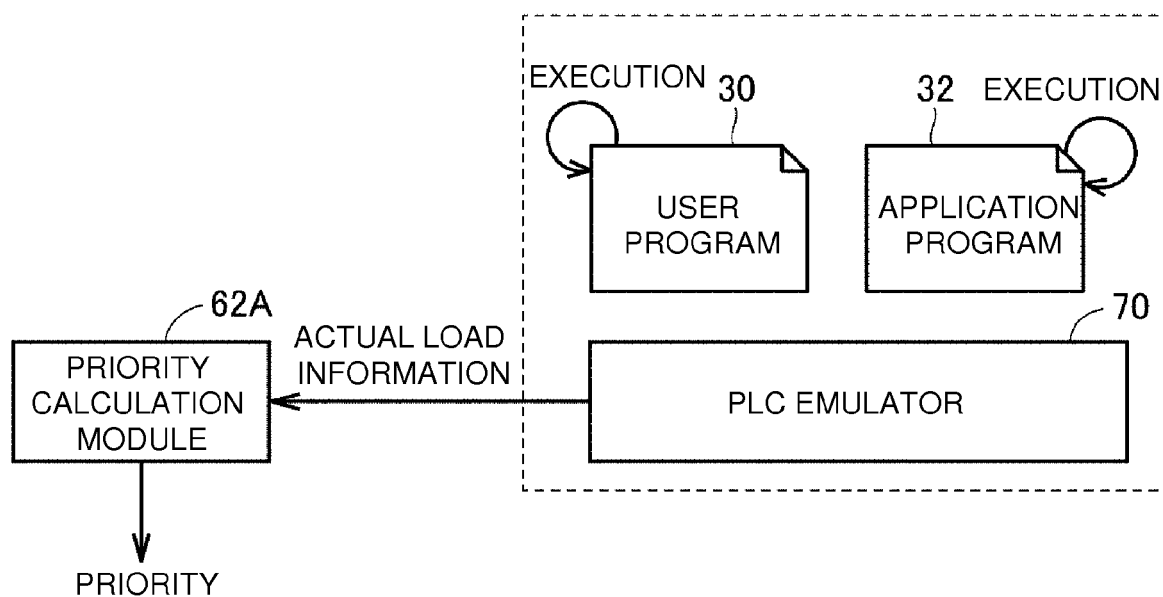 EXECUTION
30
32
EXECUTION
USER
PROGRAM
APPLICATION
PROGRAM
62A
ACTUAL LOAD
INFORMATION
70
PRIORITY
CALCULATION
MODULE
PLC EMULATOR
PRIORITY